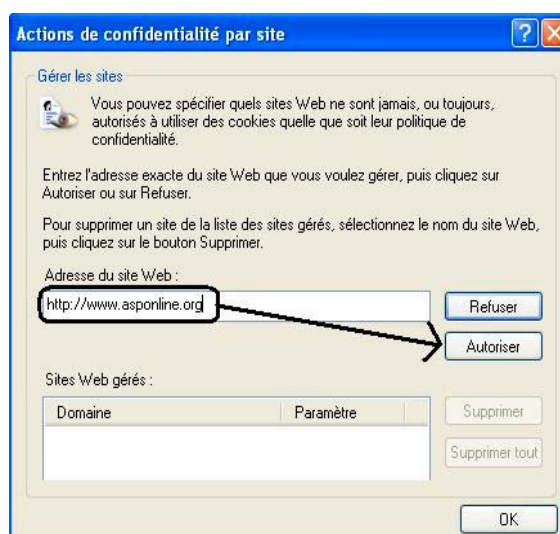 Actions de confidentialité par site
Gérer les sites
Vous pouvez spécifier quels sites Web ne sont jamais, ou toujours,
autorisés à utiliser des cookies quelle que soit leur politique de
confidentialité.
Entrez l'adresse exacte du site Web que vous voulez gérer, puis cliquez sur
Autoriser ou sur Refuser.
Pour supprimer un site de la liste des sites gérés, sélectionnez le nom du site Web,
puis cliquez sur le bouton Supprimer.
Adresse du site Web :
http://www.asponline.org
Refuser
Autoriser
Sites Web gérés :
Domaine Paramètre
Supprimer
Supprimer tout
OK